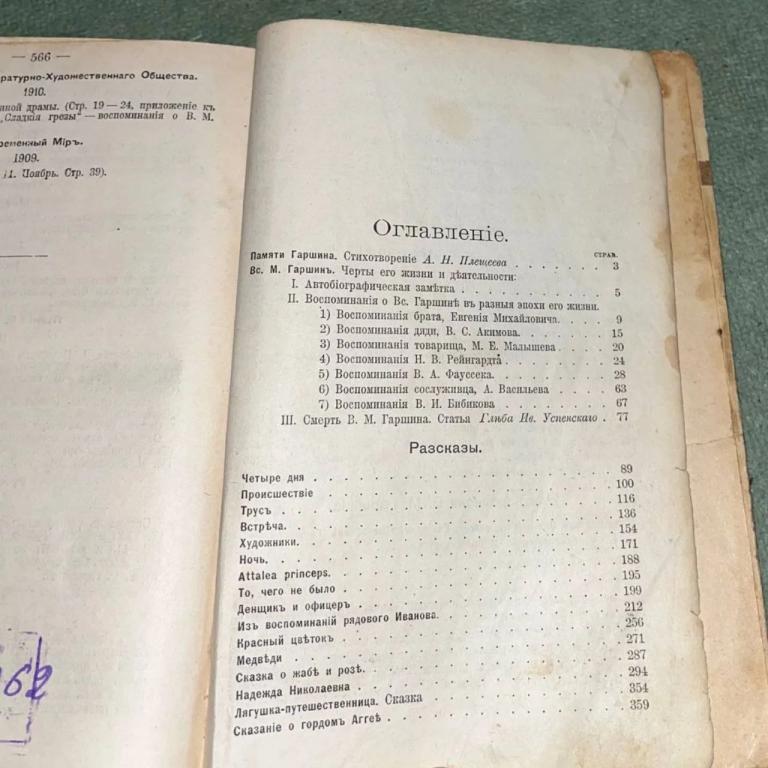 — 566 —
ратурно-Художественнаго Общества.
1910.
нной драмы. (Стр. 19—24, приложеніе къ
„Сладкія грезы" — воспоминанія о В. М.
ременный Міръ.
1909.
11. Ноябрь. Стр. 39).
62
Оглавленіе.
СТРАН.
Памяти Гаршина. Стихотвореніе А. Н. Плещеева . . . . . . . 3
Вс. М. Гаршинъ. Черты его жизни и дѣятельности:
I. Автобіографическая замѣтка . . . . . . . . . . 5
II. Воспоминанія о Вс. Гаршинѣ въ разныя эпохи его жизни.
1) Воспоминанія брата, Евгенія Михайловича. . . . . 9
2) Воспоминанія дяди, В. С. Акимова. . . . . . . . 15
3) Воспоминанія товарища, М. Е. Малышева . . . . . 20
4) Воспоминанія Н. В. Рейнгардта . . . . . . . . . 24
5) Воспоминанія В. А. Фауссека. . . . . . . . . . 28
6) Воспоминанія сослуживца, А. Васильева . . . . . 63
7) Воспоминанія В. И. Бибикова . . . . . . . . . 67
III. Смерть В. М. Гаршина. Статья Глѣба Ив. Успенскаго . 77
Разсказы.
Четыре дня . . . . . . . . . . . . . . 89
Происшествіе . . . . . . . . . . . . . 100
Трусъ . . . . . . . . . . . . . . . . 116
Встрѣча. . . . . . . . . . . . . . . . 136
Художники. . . . . . . . . . . . . . . 154
Ночь. . . . . . . . . . . . . . . . . 171
Attalea princeps. . . . . . . . . . . . 188
То, чего не было . . . . . . . . . . . 195
Денщикъ и офицеръ . . . . . . . . . . 199
Изъ воспоминаній рядового Иванова. . . . . . 212
Красный цвѣтокъ . . . . . . . . . . . 256
Медвѣди . . . . . . . . . . . . . . . 271
Сказка о жабѣ и розѣ. . . . . . . . . . 287
Надежда Николаевна . . . . . . . . . . 294
Лягушка-путешественница. Сказка . . . . . . 354
Сказаніе о гордомъ Аггеѣ . . . . . . . . 359